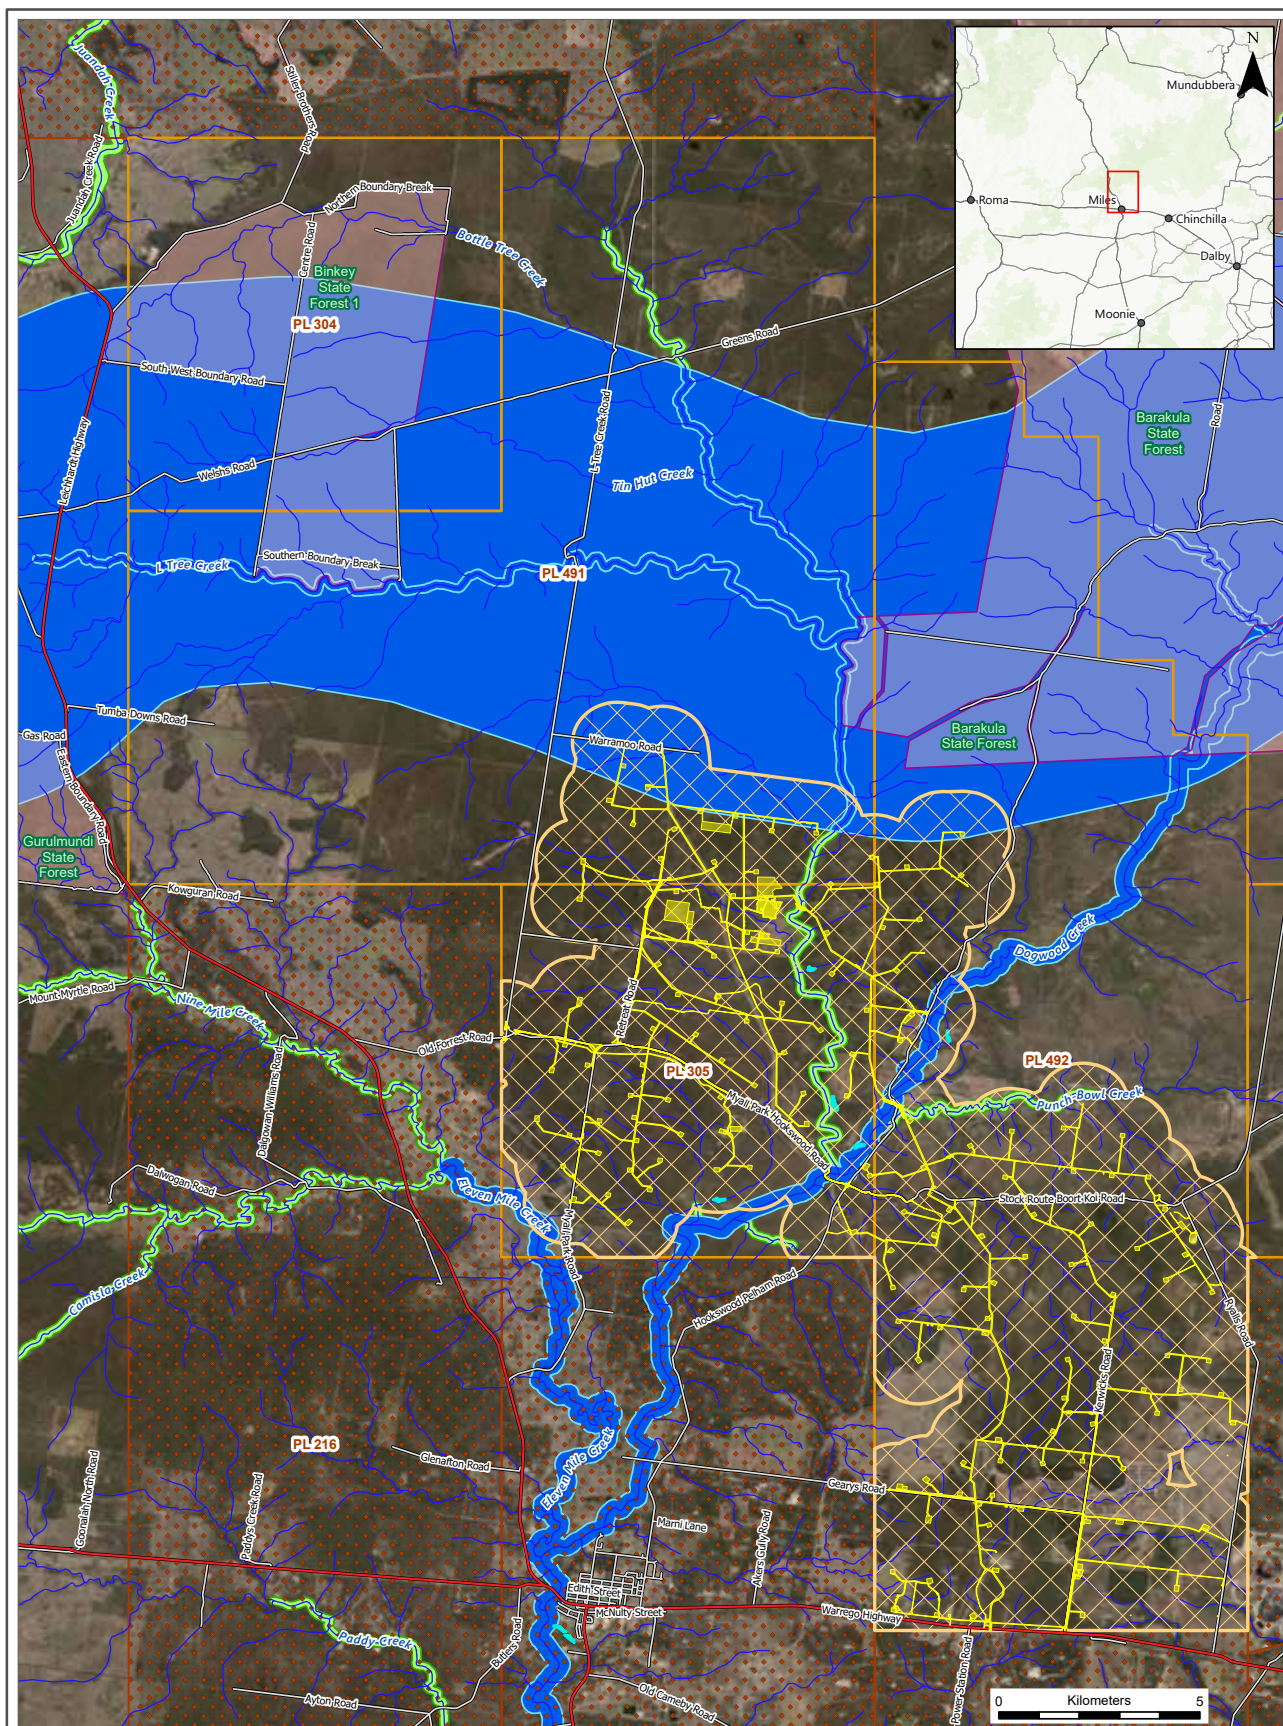 Juandah Creek
Stiller Brothers
Road
N
Mundubbera
Juandah Creek Road
Northern Boundary Break
Bottle Tree Creek
Centre Road
Roma
Miles
Chinchilla
Dalby
Moonie
Binkey
State
Forest 1
PL 304
Greens Road
South West Boundary Road
L Tree Creek Road
Leichhardt Highway
Welshs Road
Tin Hut Creek
Barakula
State
Forest
Road
L Tree Creek
Southern Boundary Break
PL 491
Tumba Downs Road
Gas Road
Eastern Boundary Road
Warramoo Road
Barakula
State Forest
Gurulmundi
State
Forest
Kowguran Road
Dogwood Creek
Mount Myrtle Road
Nine Mile Creek
Retreat Road
Old Forrest Road
PL 305
PL 492
Dalgowan Williams Road
Myall Park Hookswood Road
Punch-Bowl Creek
Dalwogan Road
Eleven Mile Creek
Myall Park Road
Stock Route Boort-Koi Road
Camisla Creek
Hookswood Pelham Road
Ryalls Road
Kerwicks Road
PL 216
Glenafton Road
Eleven Mile Creek
Gearys Road
Goonalah North Road
Paddys Creek Road
Marni Lane
Akers Gully Road
Edith Street
McNulty Street
Warrego Highway
Paddy Creek
Butlers Road
Power Station Road
Ayton Road
Old Cameby Road
0 Kilometers 5